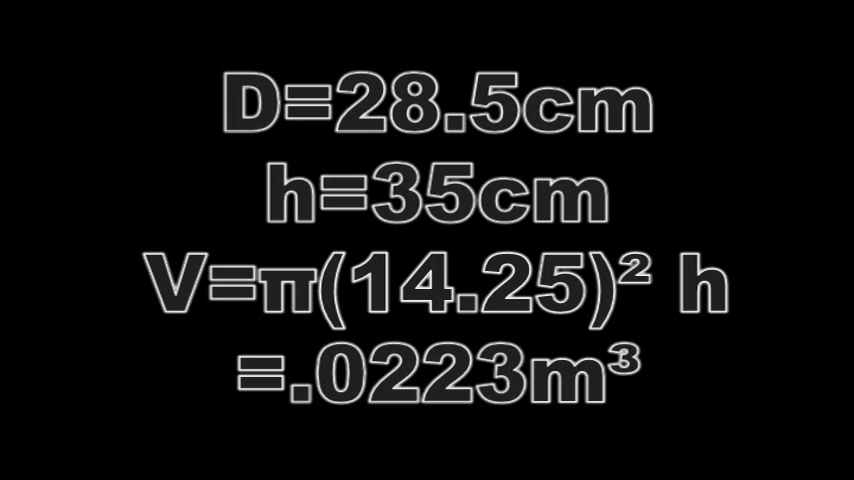 D=28.5cm
h=35cm
V=π(14.25)² h
=.0223m³